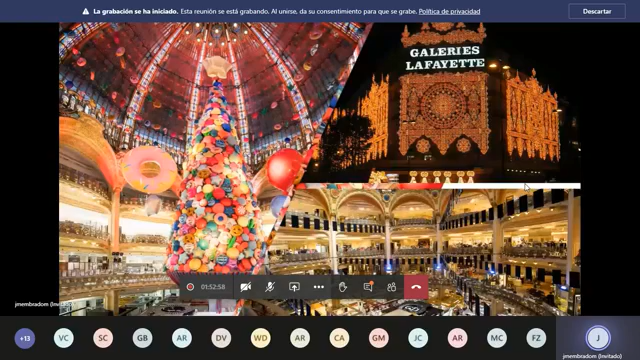 La grabación se ha iniciado. Esta reunión se está grabando. Al unirse, da su consentimiento para que se grabe. Política de privacidad
Descartar
GALERIES
LAFAYETTE
01:52:58
jmembradom (Invitado)
+13
VC
SC
GB
AR
DV
WD
AR
CA
GM
JC
AR
MC
FZ
J
jmembradom (Invitado)